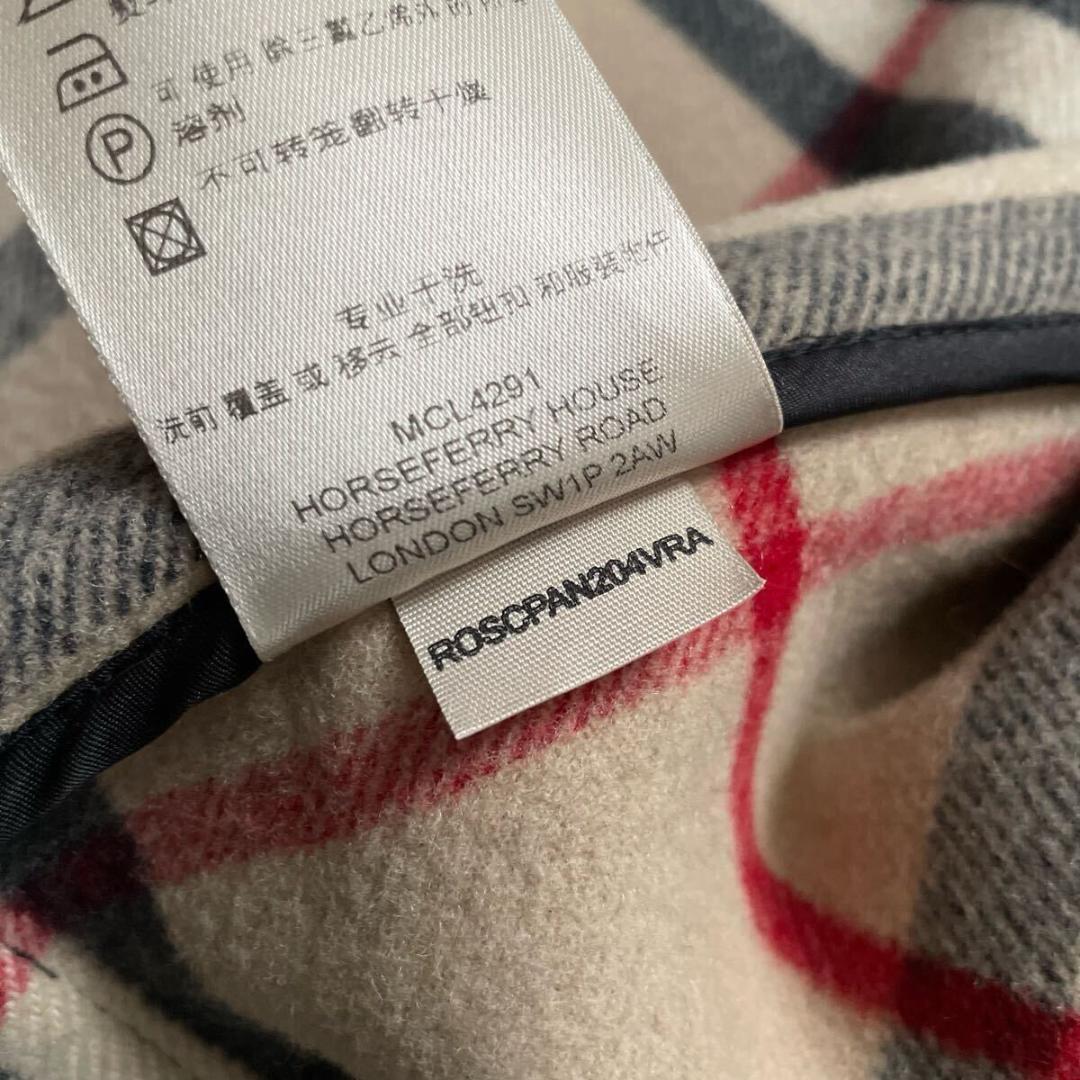 可使用 除三氯乙烯外的
溶剂
P
不可转笼翻转干燥
专业干洗
洗前覆盖 或 移去 全部钮扣 和服装附件
MCL4291
HORSEFERRY HOUSE
HORSEFERRY ROAD
LONDON SW1P 2AW
ROSCPAN204VRA